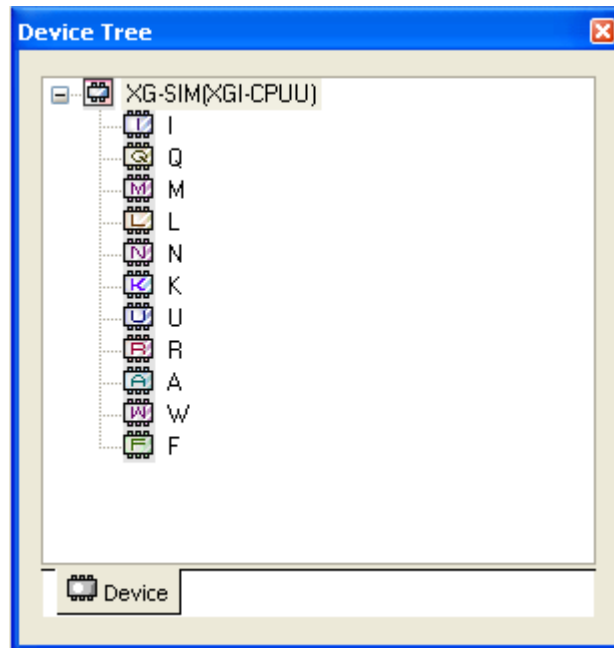 Device Tree
XG-SIM(XGI-CPUU)
I I
Q Q
M M
L L
N N
K K
U U
R R
A A
W W
F F
Device